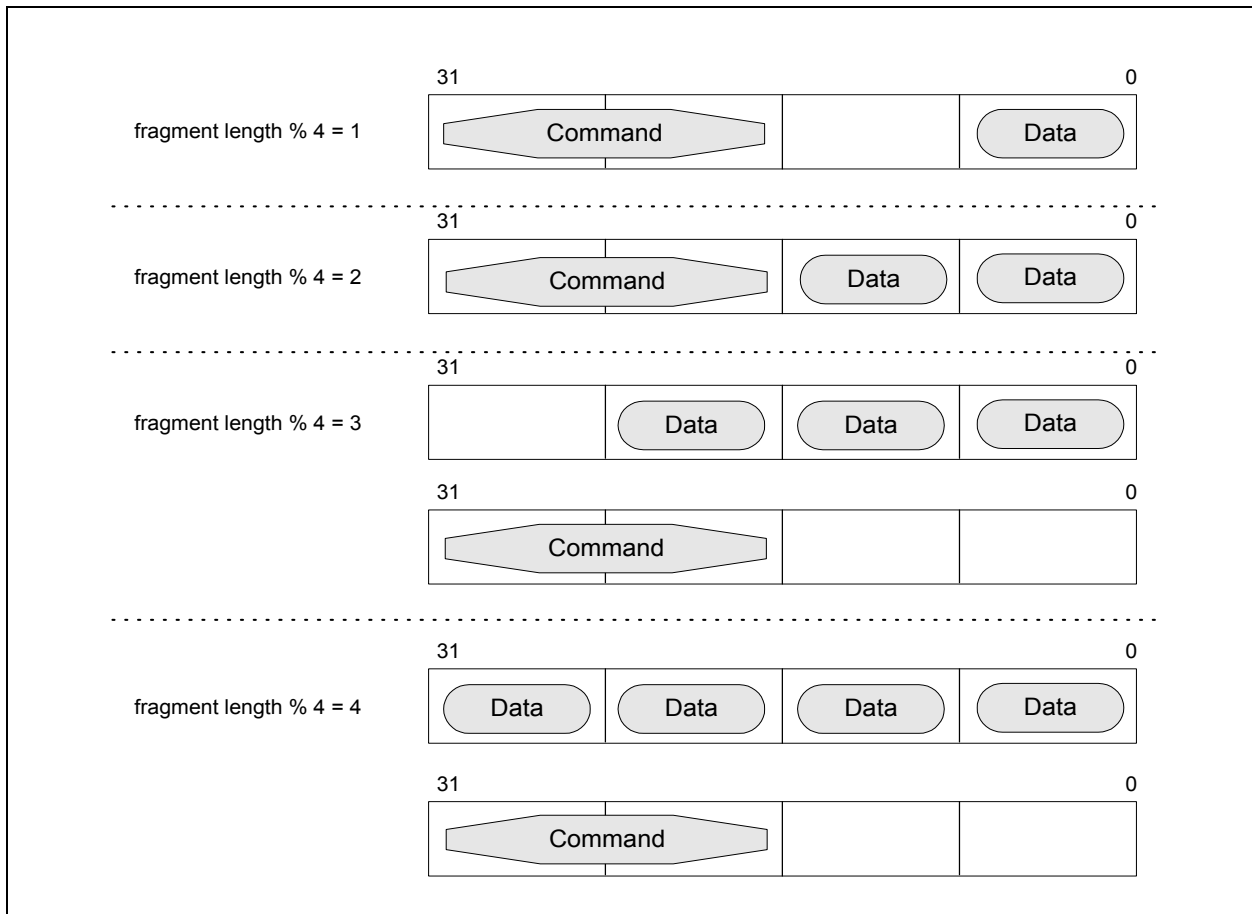 31 0
fragment length % 4 = 1 Command Data
31 0
fragment length % 4 = 2 Command Data Data
31 0
fragment length % 4 = 3 Data Data Data
31 0
Command
31 0
fragment length % 4 = 4 Data Data Data Data
31 0
Command